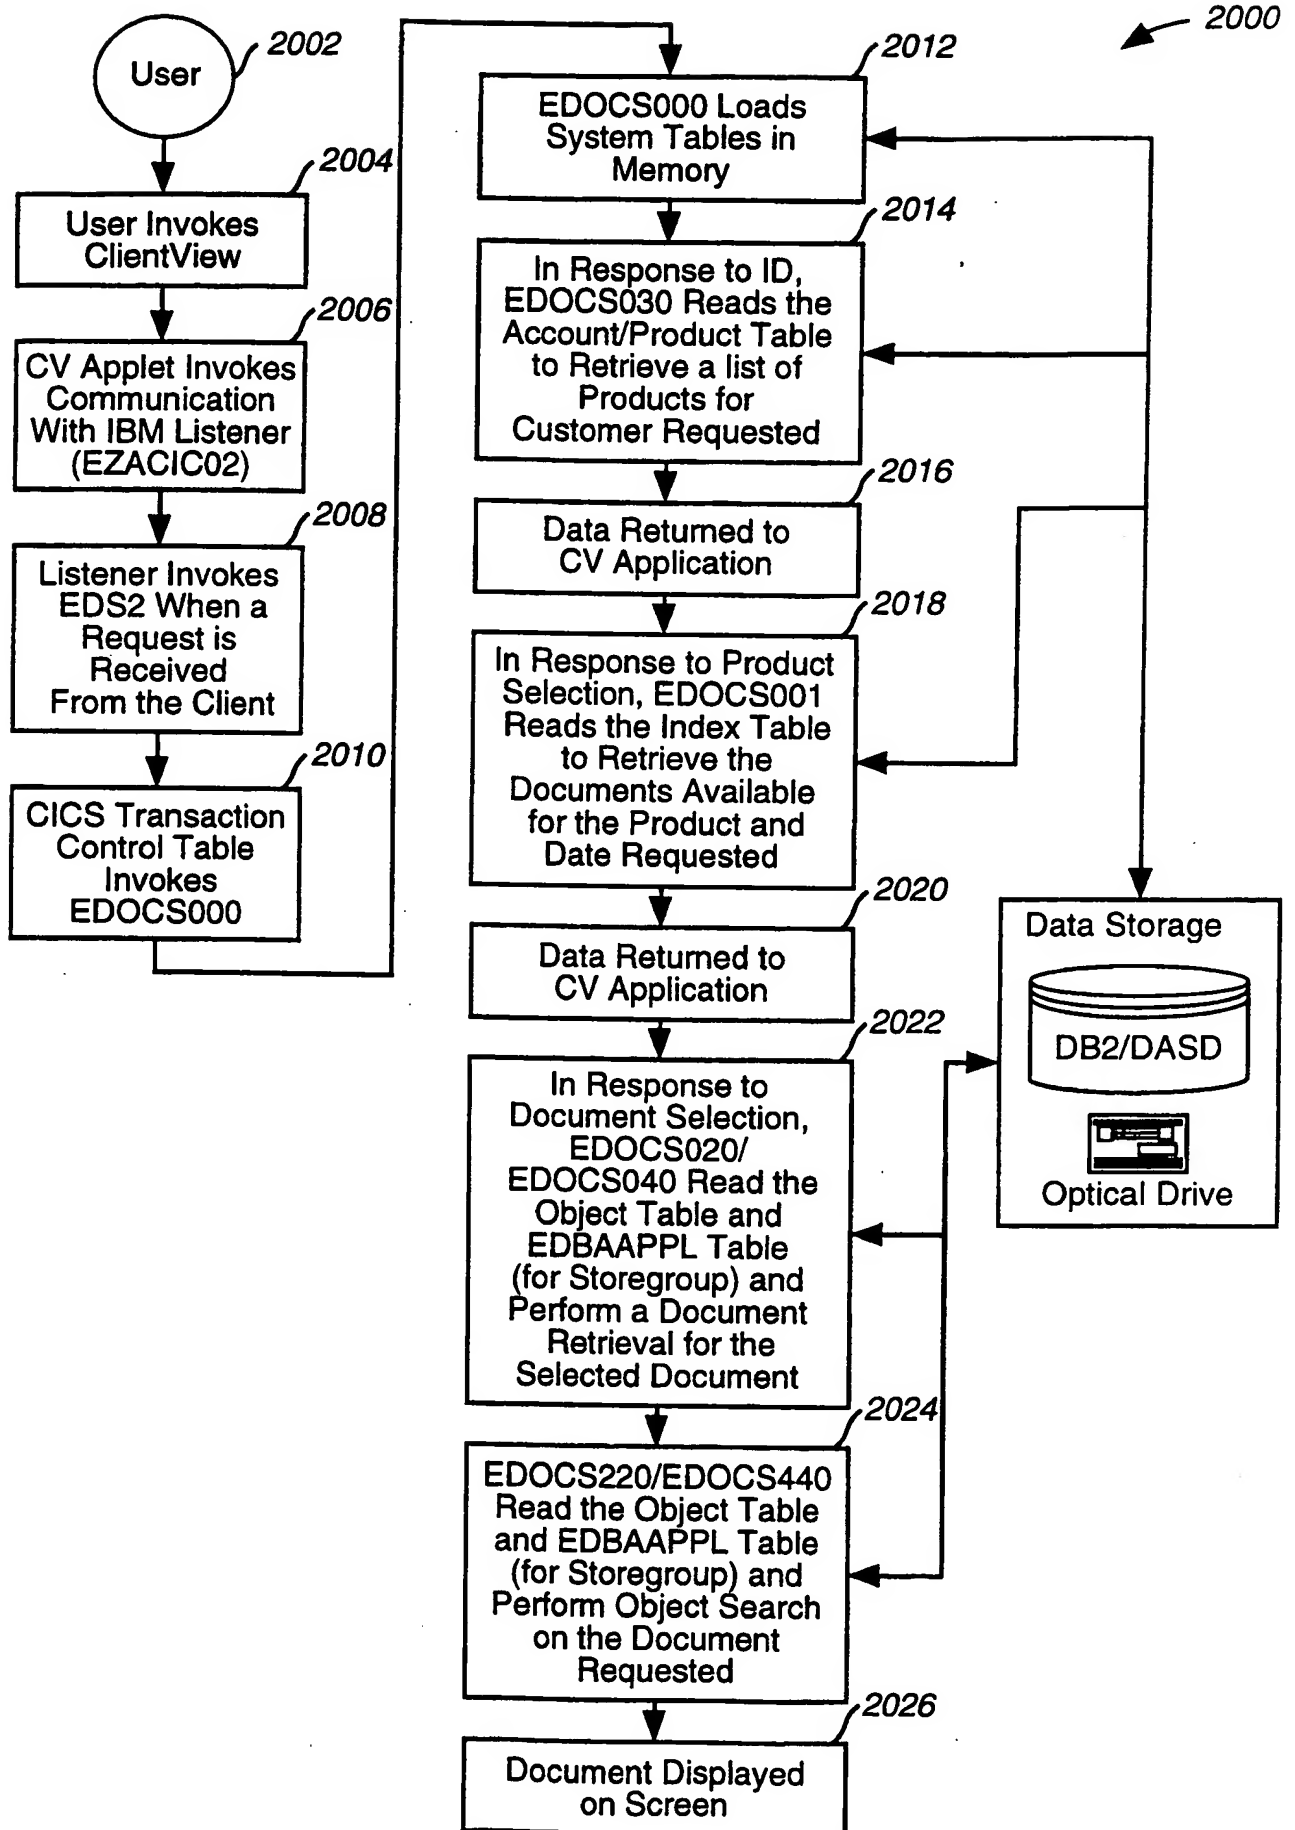 2000
User
2002
2004
User Invokes
ClientView
2006
CV Applet Invokes
Communication
With IBM Listener
(EZACIC02)
2008
Listener Invokes
EDS2 When a
Request is
Received
From the Client
2010
CICS Transaction
Control Table
Invokes
EDOCS000
2012
EDOCS000 Loads
System Tables in
Memory
2014
In Response to ID,
EDOCS030 Reads the
Account/Product Table
to Retrieve a list of
Products for
Customer Requested
2016
Data Returned to
CV Application
2018
In Response to Product
Selection, EDOCS001
Reads the Index Table
to Retrieve the
Documents Available
for the Product and
Date Requested
2020
Data Returned to
CV Application
2022
In Response to
Document Selection,
EDOCS020/
EDOCS040 Read the
Object Table and
EDBAAPPL Table
(for Storegroup) and
Perform a Document
Retrieval for the
Selected Document
2024
EDOCS220/EDOCS440
Read the Object Table
and EDBAAPPL Table
(for Storegroup) and
Perform Object Search
on the Document
Requested
2026
Document Displayed
on Screen
Data Storage
DB2/DASD
Optical Drive